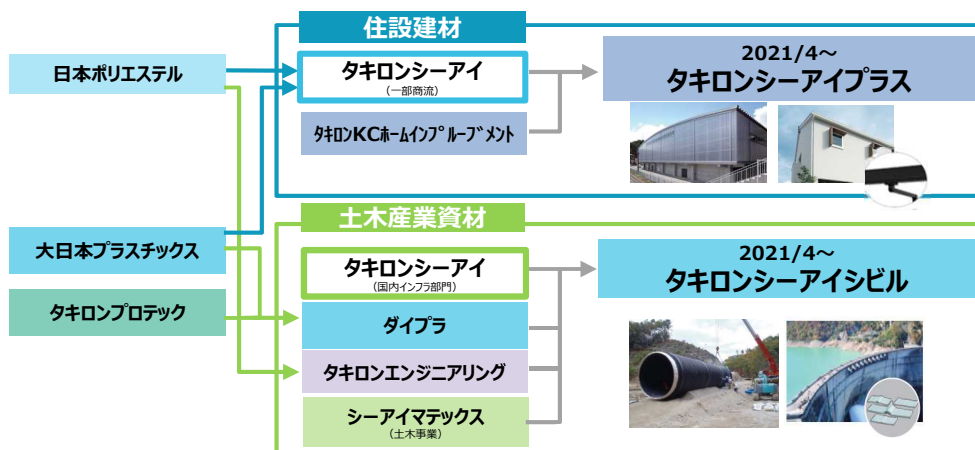 住設建材
日本ポリエステル
タキロンシーアイ
(一部商流)
タキロンKCホームインプルーブメント
2021/4～
タキロンシーアイプラス
土木産業資材
大日本プラスチックス
タキロンプロテック
タキロンシーアイ
(国内インフラ部門)
ダイプラ
タキロンエンジニアリング
シーアイマテックス
(土木事業)
2021/4～
タキロンシーアイシビル